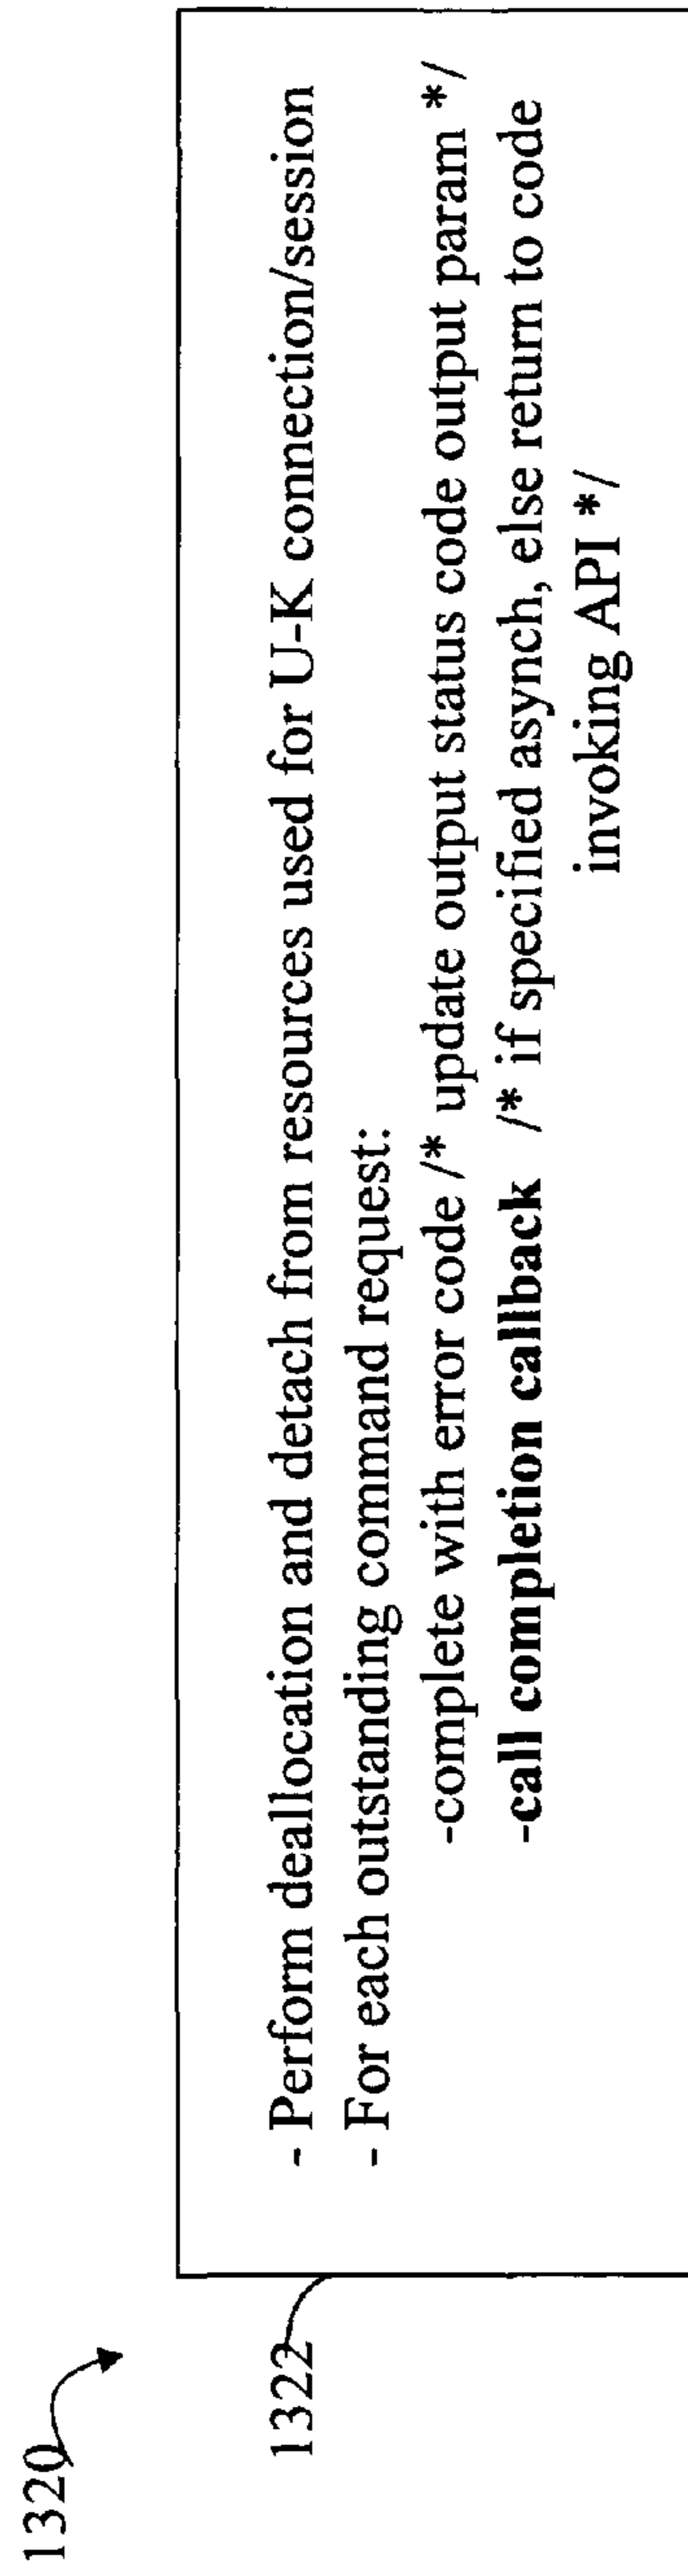 1320
1322
- Perform deallocation and detach from resources used for U-K connection/session
- For each outstanding command request:
-complete with error code /* update output status code output param */
-call completion callback /* if specified async, else return to code
invoking API */